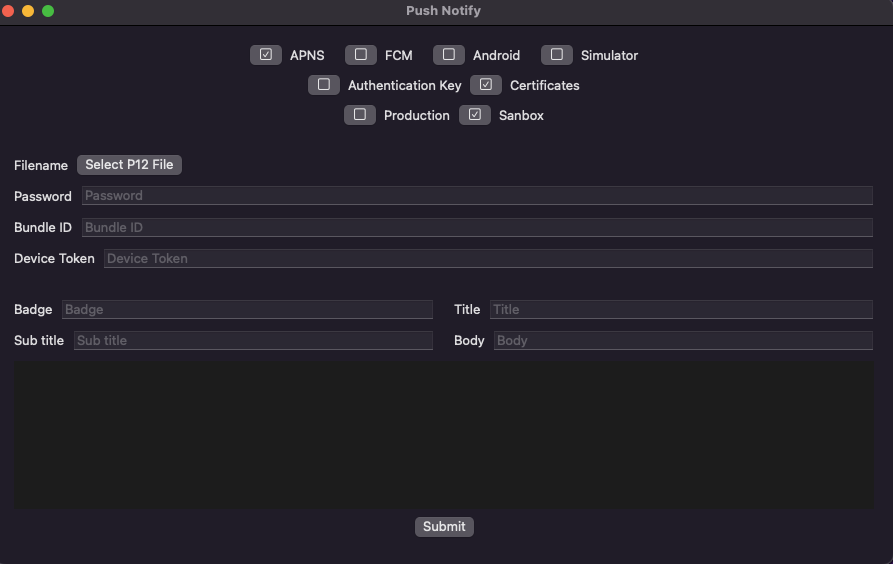 Push Notify
APNS FCM Android Simulator
Authentication Key Certificates
Production Sanbox
Filename Select P12 File
Password Password
Bundle ID Bundle ID
Device Token Device Token
Badge Badge Title Title
Sub title Sub title Body Body
Submit